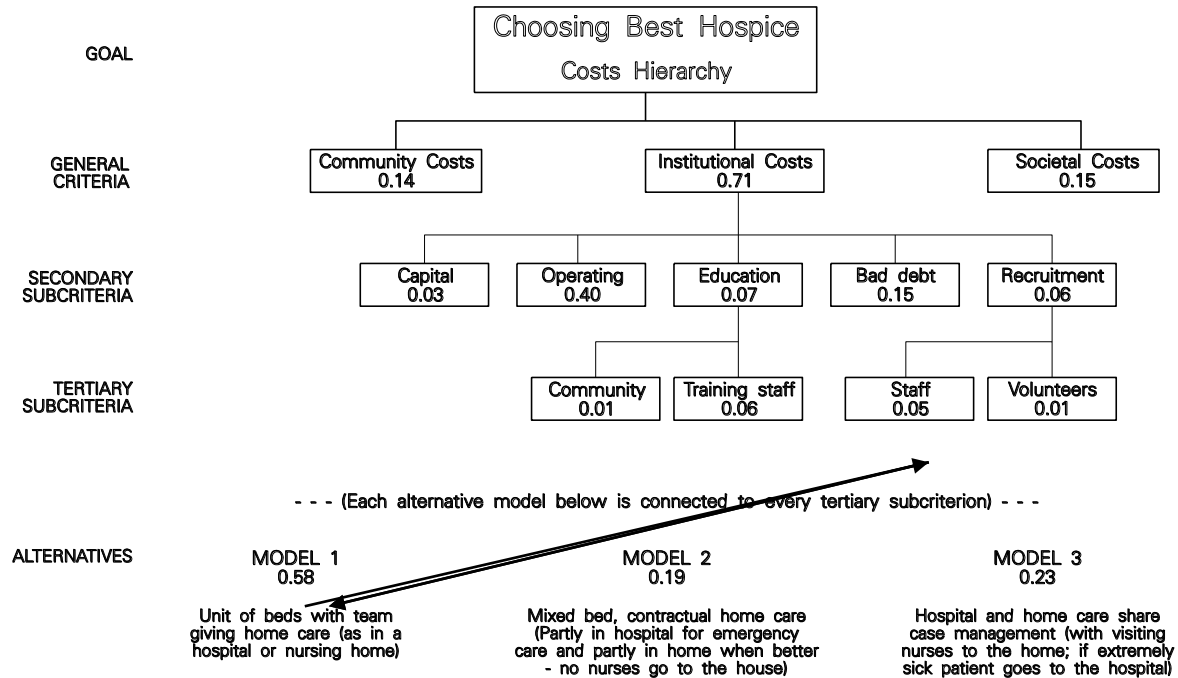 Choosing Best Hospice
Costs Hierarchy
GOAL
GENERAL
CRITERIA
Community Costs
0.14
Institutional Costs
0.71
Societal Costs
0.15
SECONDARY
SUBCRITERIA
Capital
0.03
Operating
0.40
Education
0.07
Bad debt
0.15
Recruitment
0.06
TERTIARY
SUBCRITERIA
Community
0.01
Training staff
0.06
Staff
0.05
Volunteers
0.01
- - - (Each alternative model below is connected to every tertiary subcriterion) - - -
ALTERNATIVES
MODEL 1
0.58
Unit of beds with team
giving home care (as in a
hospital or nursing home)
MODEL 2
0.19
Mixed bed, contractual home care
(Partly in hospital for emergency
care and partly in home when better
- no nurses go to the house)
MODEL 3
0.23
Hospital and home care share
case management (with visiting
nurses to the home; if extremely
sick patient goes to the hospital)